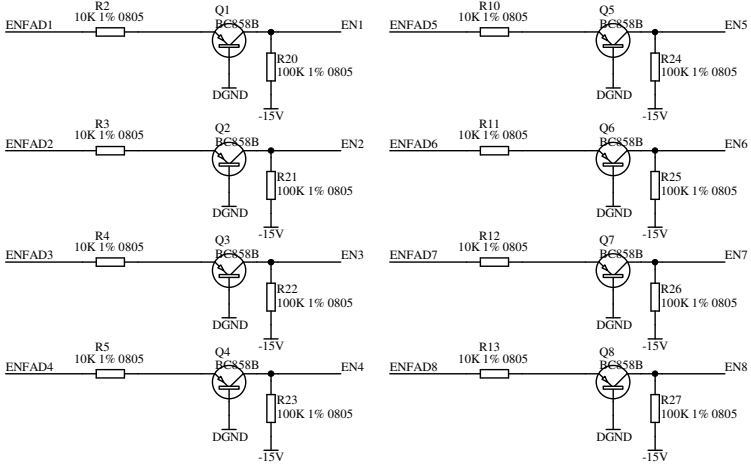 R2
10K 1% 0805
ENFAD1
Q1
BC858B
EN1
R20
100K 1% 0805
DGND
-15V
R10
10K 1% 0805
ENFAD5
Q5
BC858B
EN5
R24
100K 1% 0805
DGND
-15V
R3
10K 1% 0805
ENFAD2
Q2
BC858B
EN2
R21
100K 1% 0805
DGND
-15V
R11
10K 1% 0805
ENFAD6
Q6
BC858B
EN6
R25
100K 1% 0805
DGND
-15V
R4
10K 1% 0805
ENFAD3
Q3
BC858B
EN3
R22
100K 1% 0805
DGND
-15V
R12
10K 1% 0805
ENFAD7
Q7
BC858B
EN7
R26
100K 1% 0805
DGND
-15V
R5
10K 1% 0805
ENFAD4
Q4
BC858B
EN4
R23
100K 1% 0805
DGND
-15V
R13
10K 1% 0805
ENFAD8
Q8
BC858B
EN8
R27
100K 1% 0805
DGND
-15V